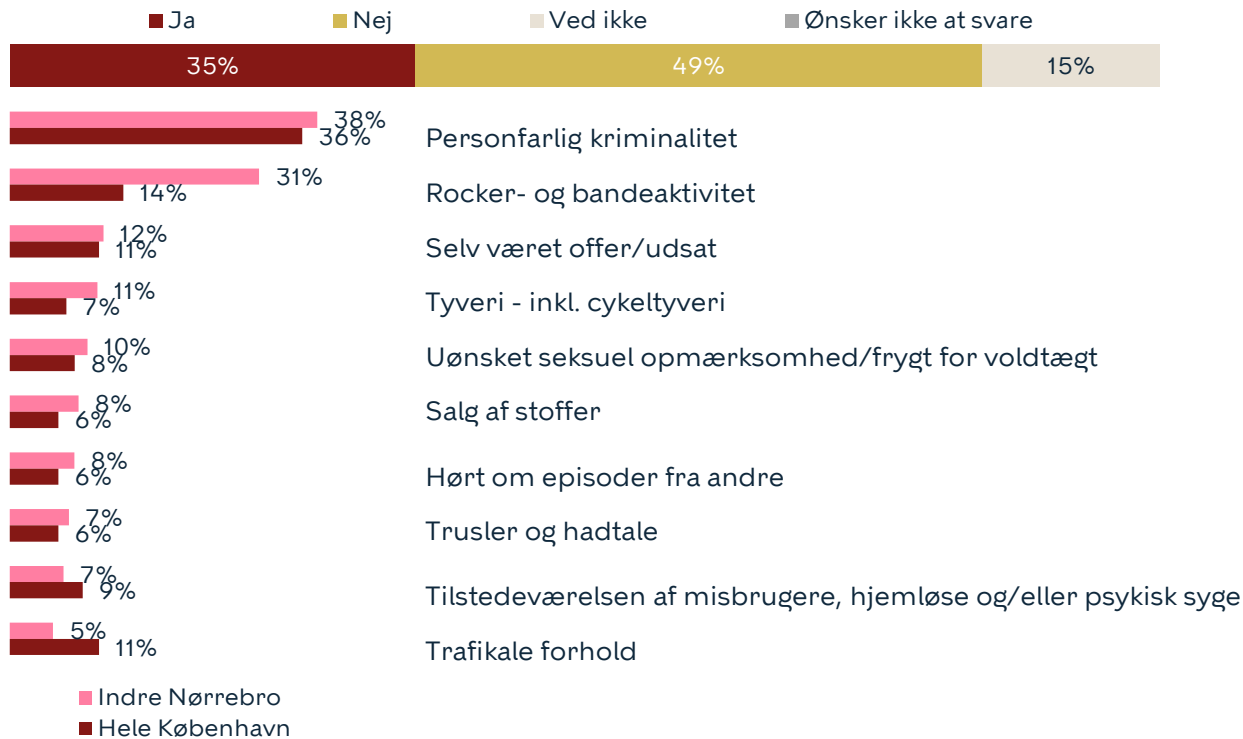 Ja Nej Ved ikke Ønsker ikke at svare
35% 49% 15%
38%
36% Personfarlig kriminalitet
31%
14% Rocker- og bandeaktivitet
12%
11% Selv været offer/udsat
11%
7% Tyveri - inkl. cykeltyveri
10%
8% Uønsket seksuel opmærksomhed/frygt for voldtægt
8%
6% Salg af stoffer
8%
6% Hørt om episoder fra andre
7%
6% Trusler og hadtale
7%
9% Tilstedeværelsen af misbrugere, hjemløse og/eller psykisk syge
5%
11% Trafikale forhold
Indre Nørrebro
Hele København